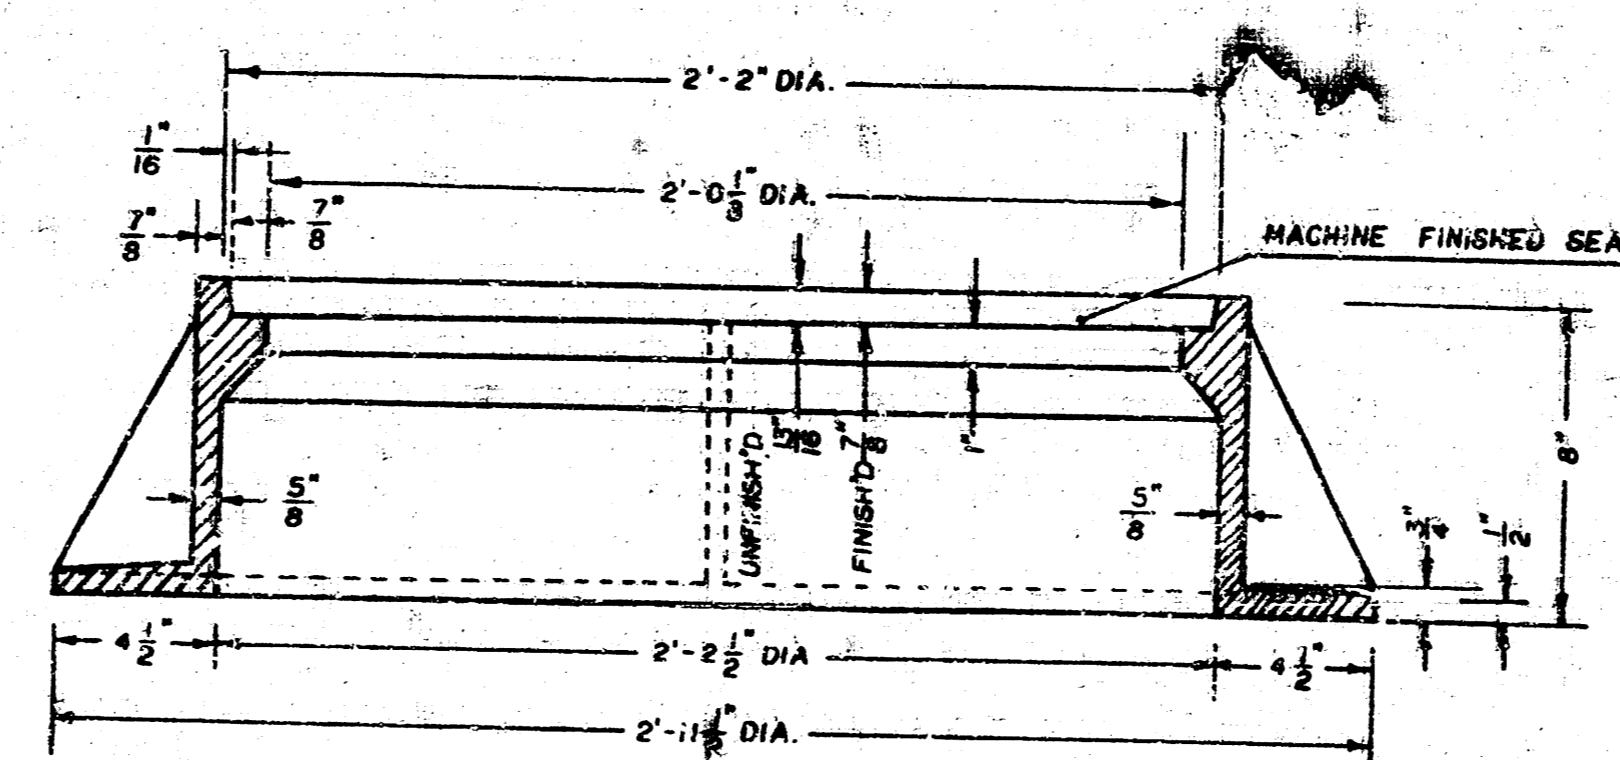 2'-2" DIA.
1/16"
2'-0 1/8" DIA.
7/8"
7/8"
MACHINE FINISHED SEA
UNFINISH'D 15/16"
FINISH'D 7/8"
1"
8"
5/8"
5/8"
3/4"
1/2"
4 1/2"
2'-2 1/2" DIA
4 1/2"
2'-11 1/2" DIA.